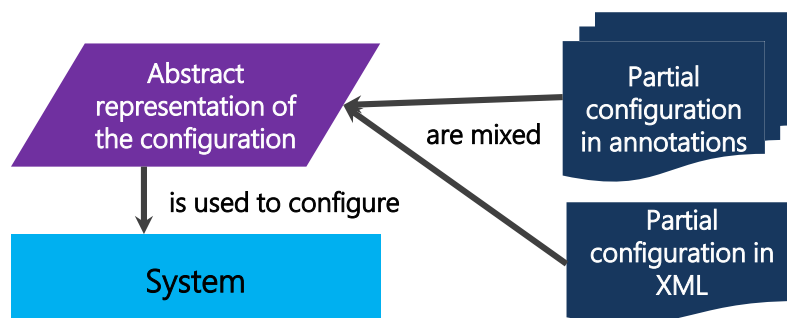 Abstract
representation of
the configuration
Partial
configuration
in annotations
are mixed
is used to configure
Partial
configuration in
XML
System